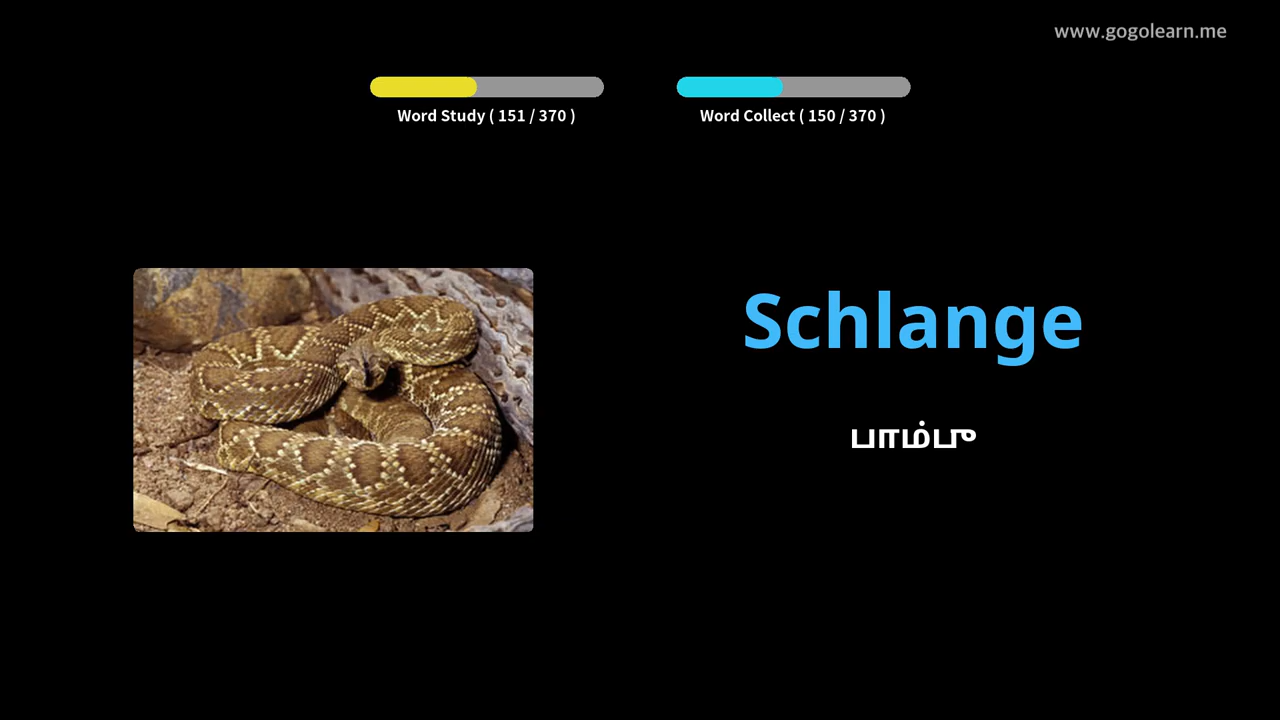 www.gogolearn.me
Word Study ( 151 / 370 )
Word Collect ( 150 / 370 )
Schlange
பாம்பு